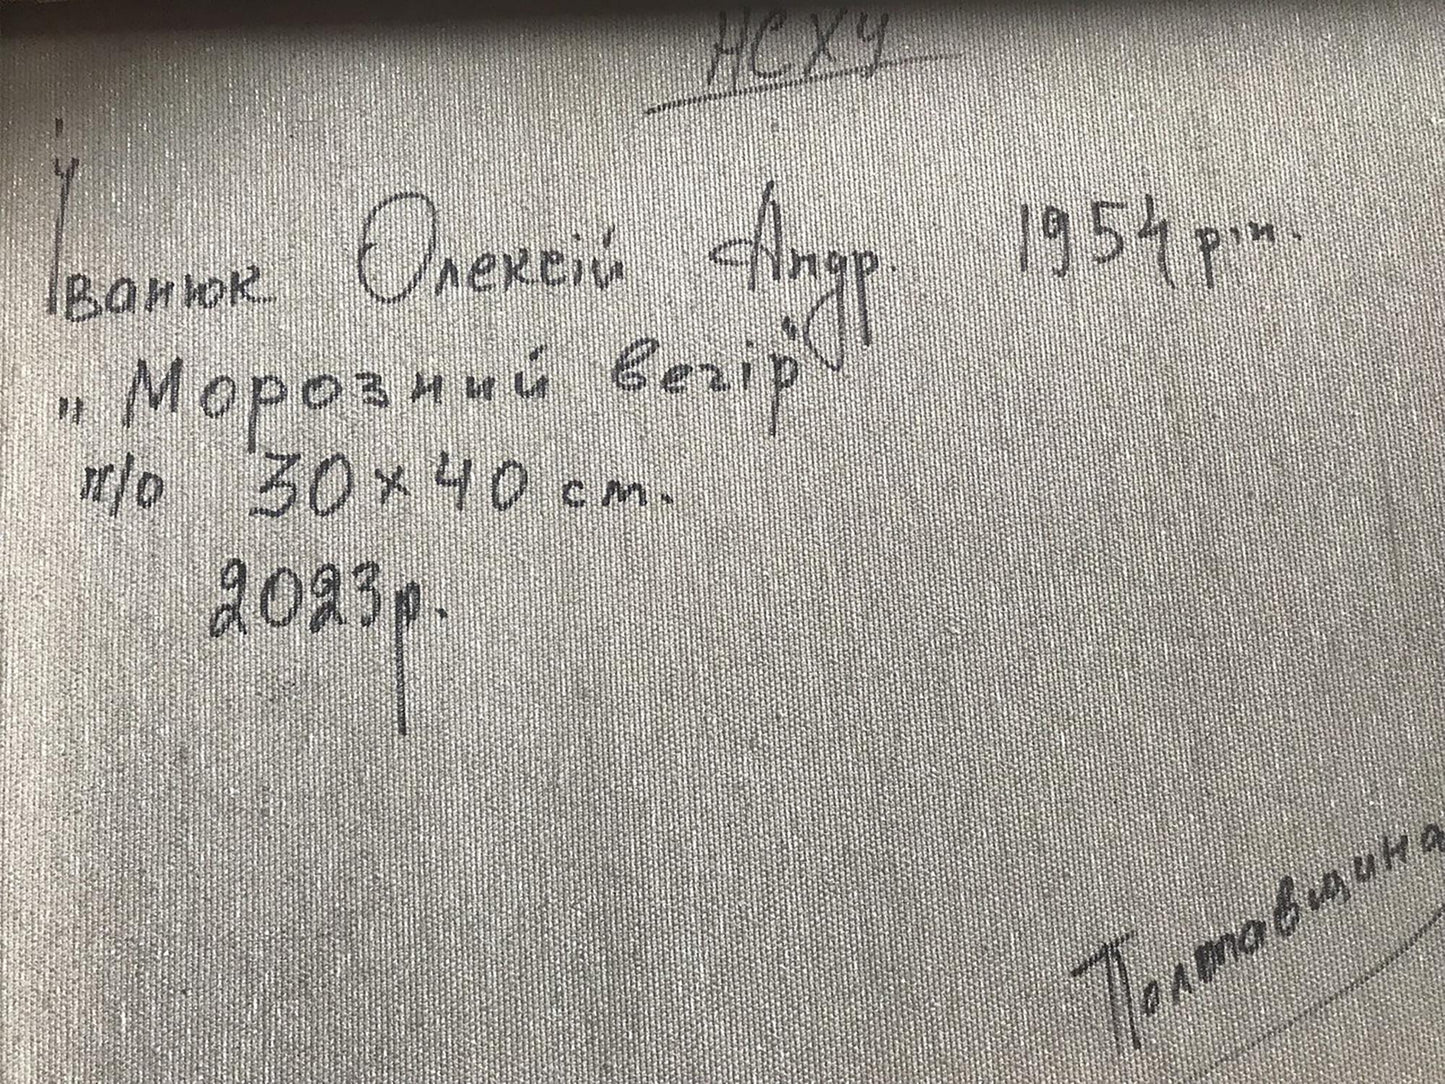 НСХУ
Іванюк Олексій Андр. 1954 р.н.
„Морозний вечір"
п/о 30×40 см.
2023р.
Полтавщина